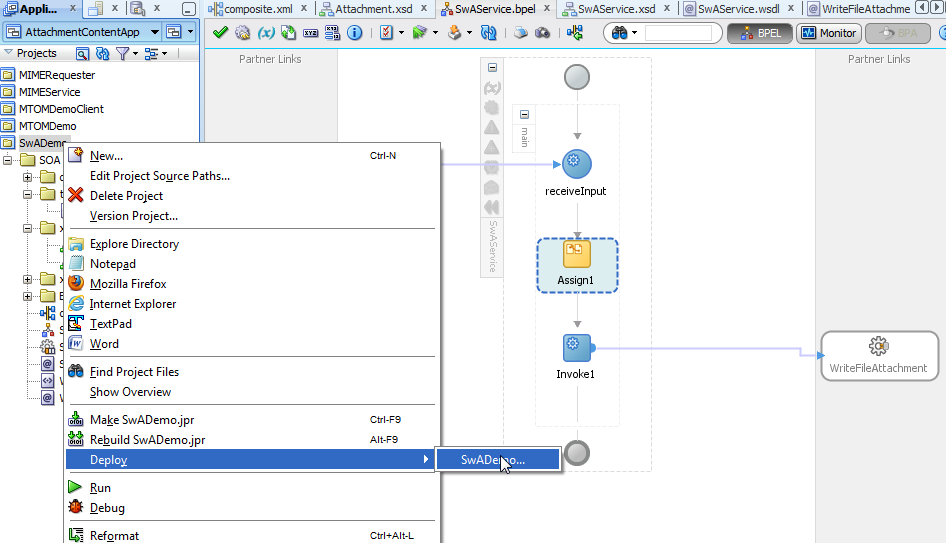 Appli...
composite.xml
Attachment.xsd
SwAService.bpel
SwAService.xsd
SwAService.wsdl
WriteFileAttachme
AttachmentContentApp
BPEL
Monitor
BPA
Projects
Partner Links
Partner Links
MIMERequester
MIMEService
MTOMDemoClient
MTOMDemo
SwADemo
SOA
New... Ctrl-N
Edit Project Source Paths...
Delete Project
Version Project...
Explore Directory
Notepad
Mozilla Firefox
Internet Explorer
TextPad
Word
Find Project Files
Show Overview
Make SwADemo.jpr Ctrl-F9
Rebuild SwADemo.jpr Alt-F9
Deploy
SwADemo...
Run
Debug
Reformat Ctrl+Alt-L
main
receiveInput
SwAService
Assign1
Invoke1
WriteFileAttachment